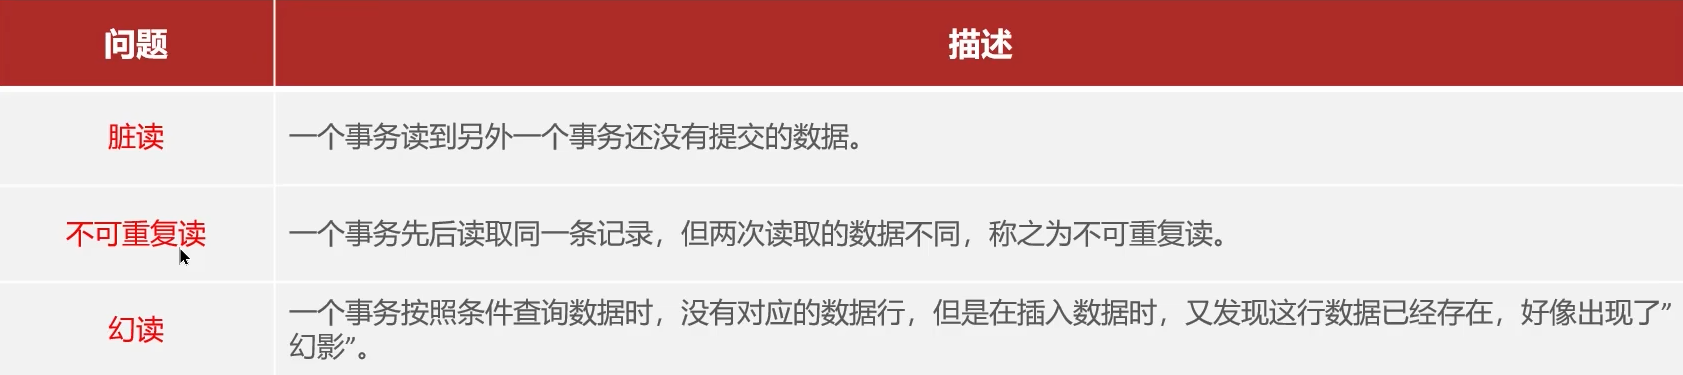 问题
描述
脏读
一个事务读到另外一个事务还没有提交的数据。
不可重复读
一个事务先后读取同一条记录，但两次读取的数据不同，称之为不可重复读。
幻读
一个事务按照条件查询数据时，没有对应的数据行，但是在插入数据时，又发现这行数据已经存在，好像出现了”
幻影”。